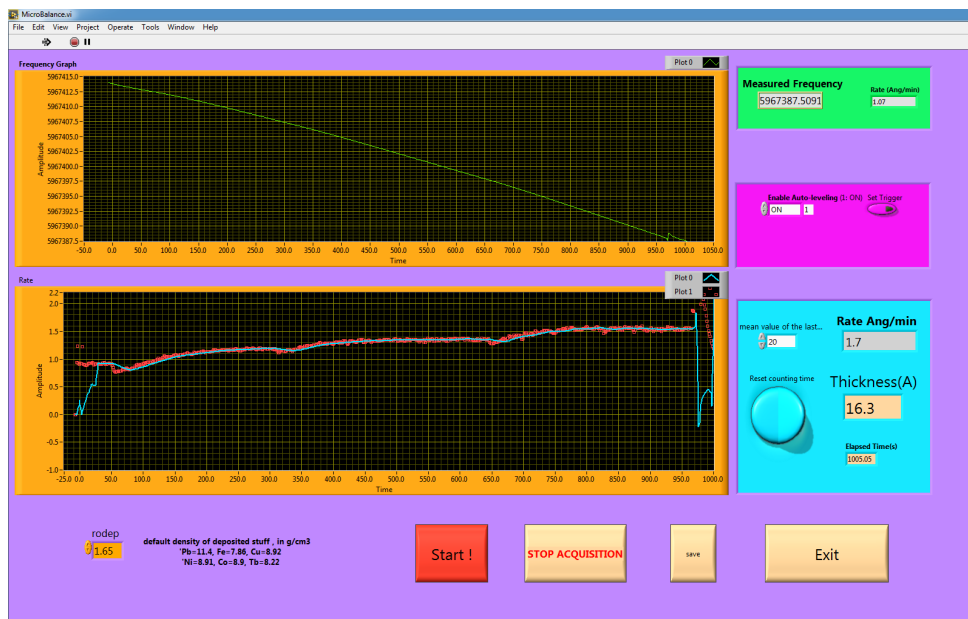 MicroBalance.vi
File Edit View Project Operate Tools Window Help
Frequency Graph
Plot 0
5967415.0
5967412.5
5967410.0
5967407.5
5967405.0
5967402.5
5967400.0
5967397.5
5967395.0
5967392.5
5967390.0
5967387.5
Amplitude
-50.0 0.0 50.0 100.0 150.0 200.0 250.0 300.0 350.0 400.0 450.0 500.0 550.0 600.0 650.0 700.0 750.0 800.0 850.0 900.0 950.0 1000.0 1050.0
Time
Measured Frequency
5967387.5091
Rate (Ang/min)
1.07
Enable Auto-leveling (1: ON) Set Trigger
ON 1
Rate
Plot 0
Plot 1
2.2
2.0
1.5
1.0
0.5
0.0
-0.5
-1.0
Amplitude
-25.0 0.0 50.0 100.0 150.0 200.0 250.0 300.0 350.0 400.0 450.0 500.0 550.0 600.0 650.0 700.0 750.0 800.0 850.0 900.0 950.0 1000.0
Time
mean value of the last...
20
Rate Ang/min
1.7
Reset counting time
Thickness(A)
16.3
Elapsed Time(s)
1005.05
rodep
1.65
default density of deposited stuff , in g/cm3
'Pb=11.4, Fe=7.86, Cu=8.92
'Ni=8.91, Co=8.9, Tb=8.22
Start !
STOP ACQUISITION
save
Exit